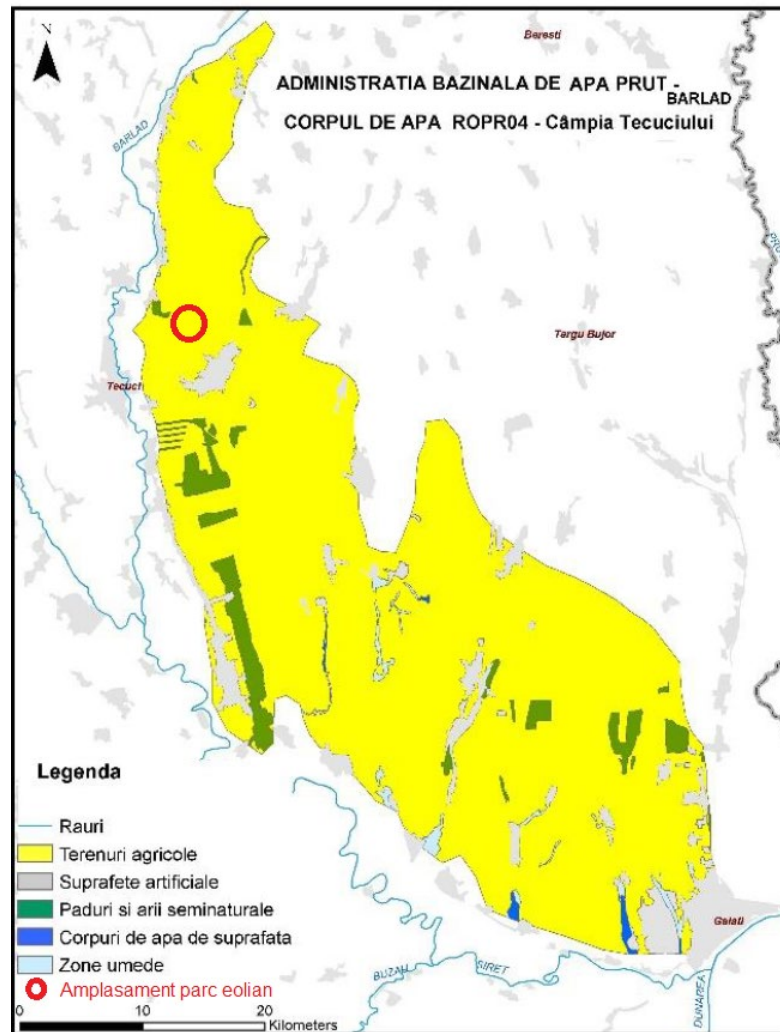 N
Beresti
ADMINISTRATIA BAZINALA DE APA PRUT - BARLAD
CORPUL DE APA ROPR04 - Câmpia Tecuciului
BARLAD
Targu Bujor
Tecuci
Legenda
Rauri
Terenuri agricole
Suprafete artificiale
Paduri si arii seminaturale
Corpuri de apa de suprafata
Zone umede
Amplasament parc eolian
Galati
BUZAU
SIRET
DUNAREA
0 10 20
Kilometers